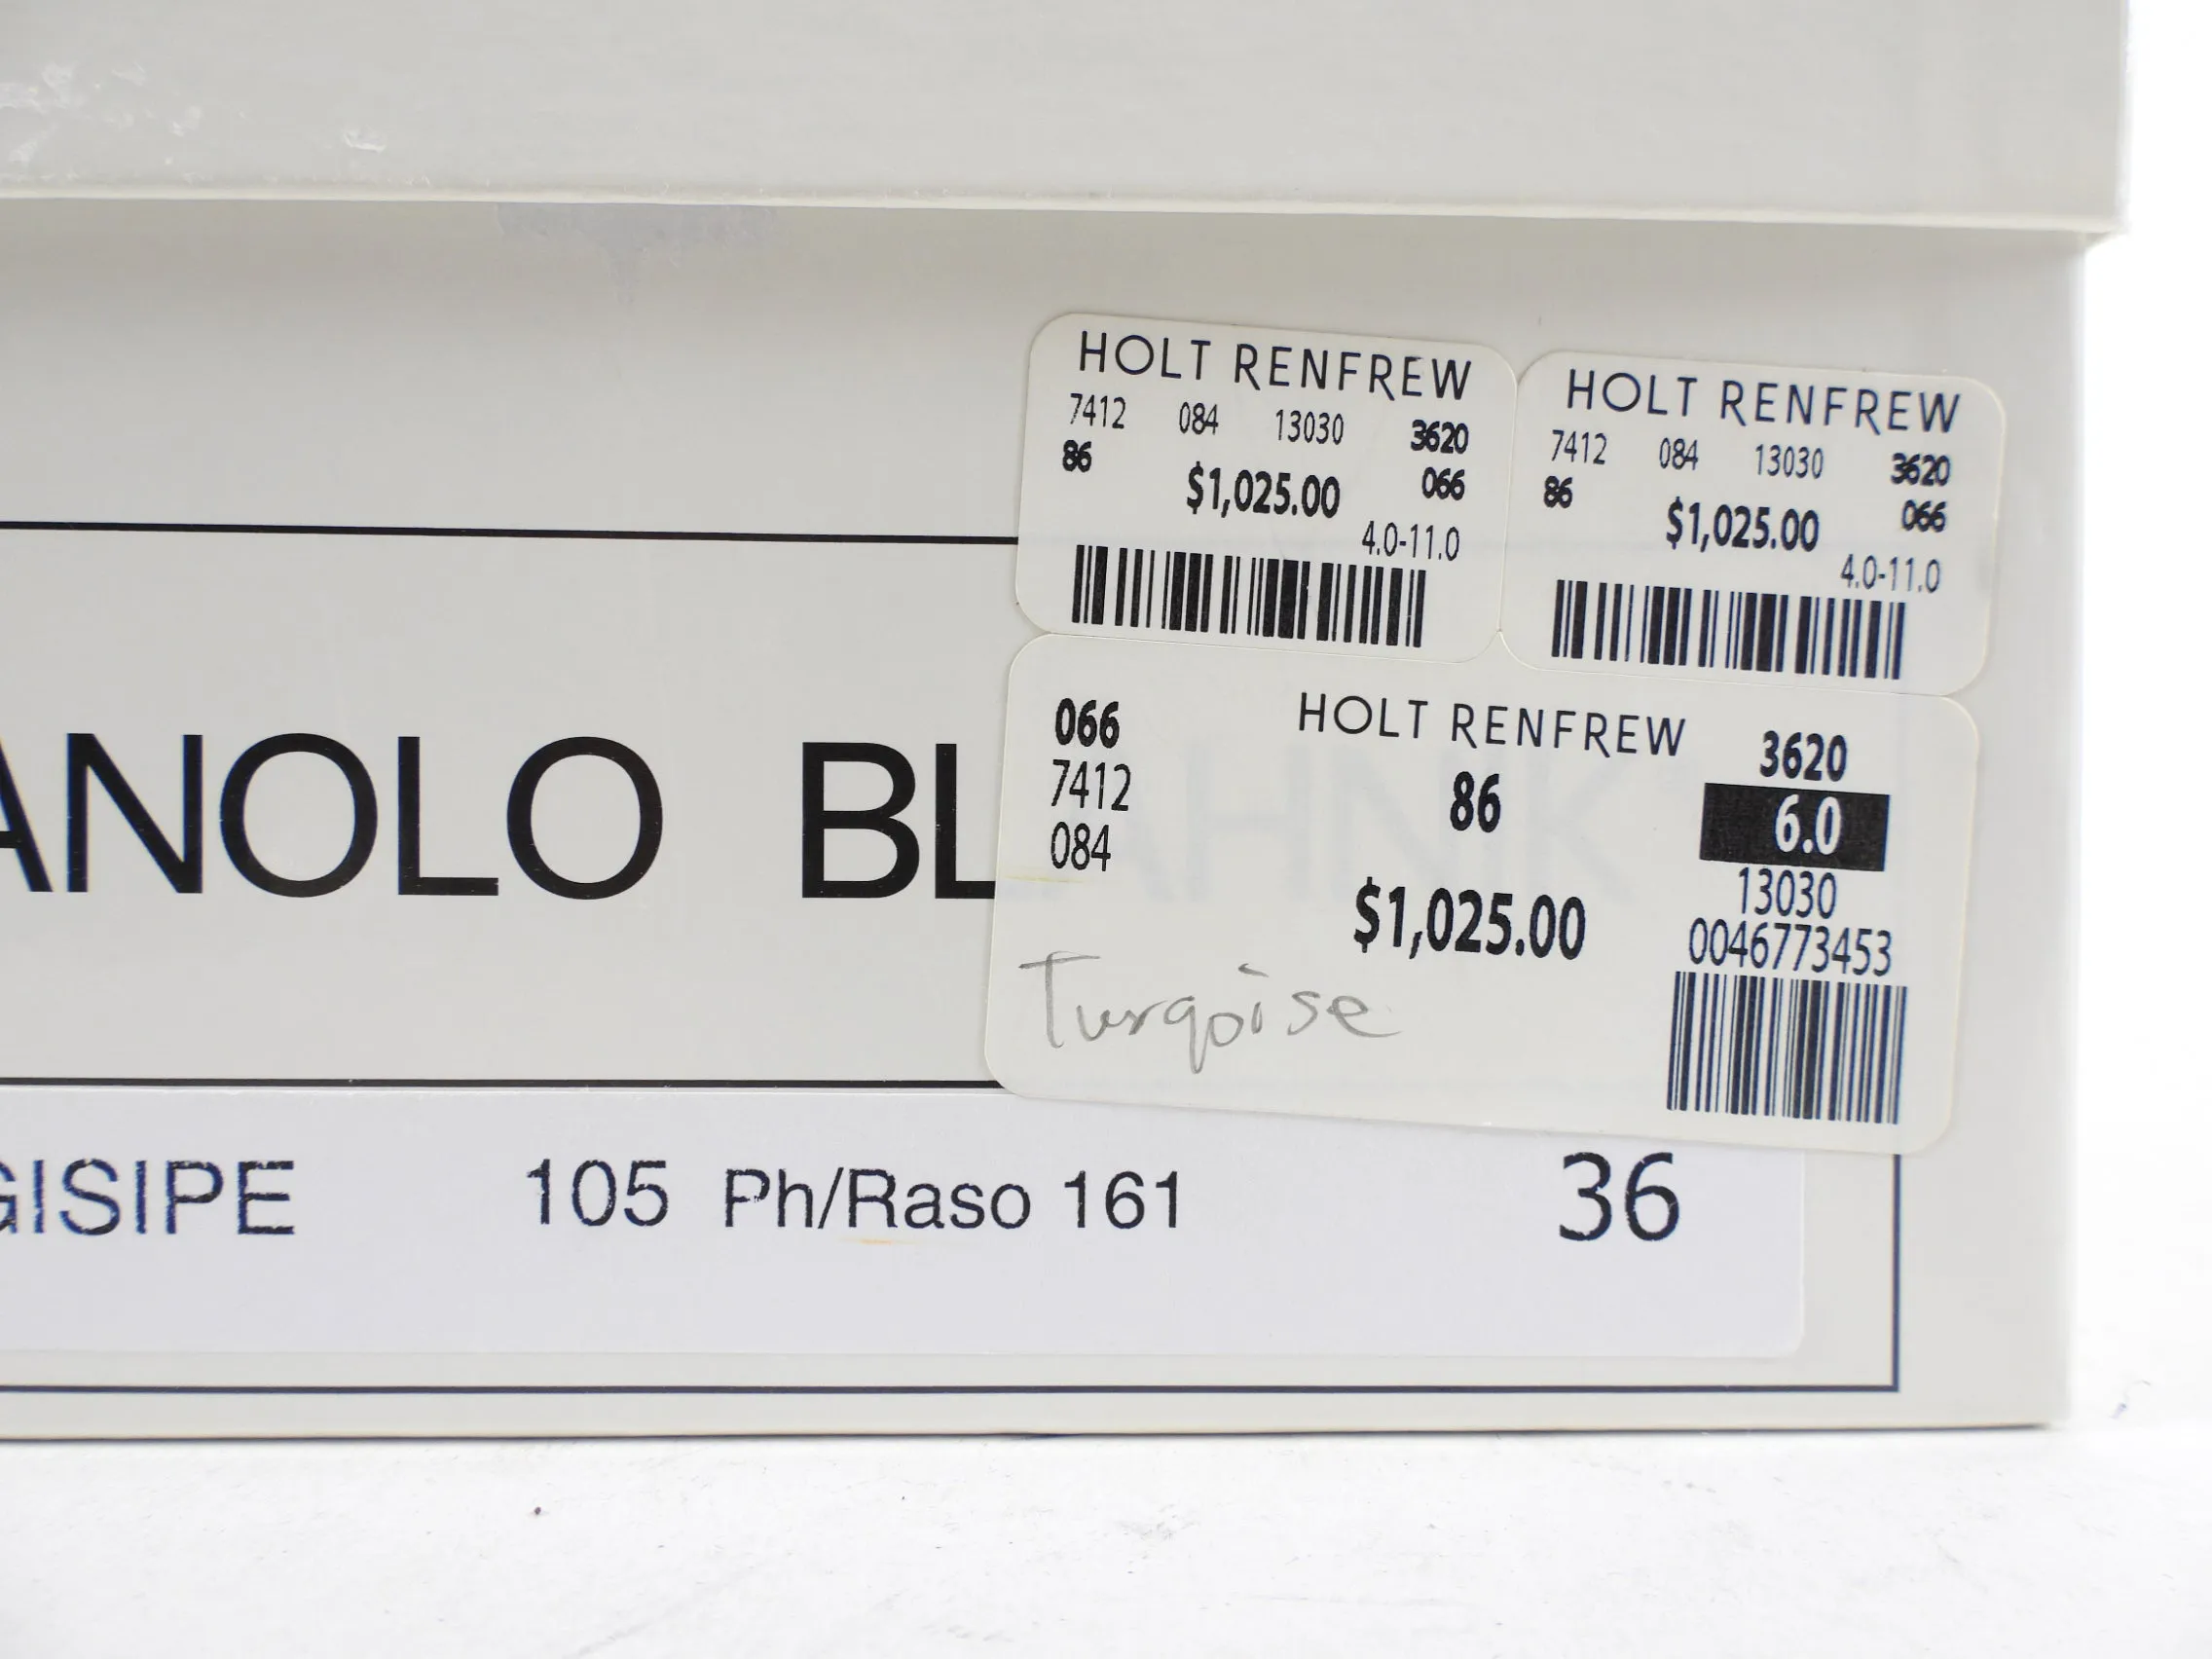 HOLT RENFREW
7412 084 13030 3620
86 $1,025.00 066
4.0-11.0
HOLT RENFREW
7412 084 13030 3620
86 $1,025.00 066
4.0-11.0
066 HOLT RENFREW 3620
7412 86 6.0
084 13030
$1,025.00 0046773453
Turqoise
ANOLO BL
GISIPE 105 Ph/Raso 161 36